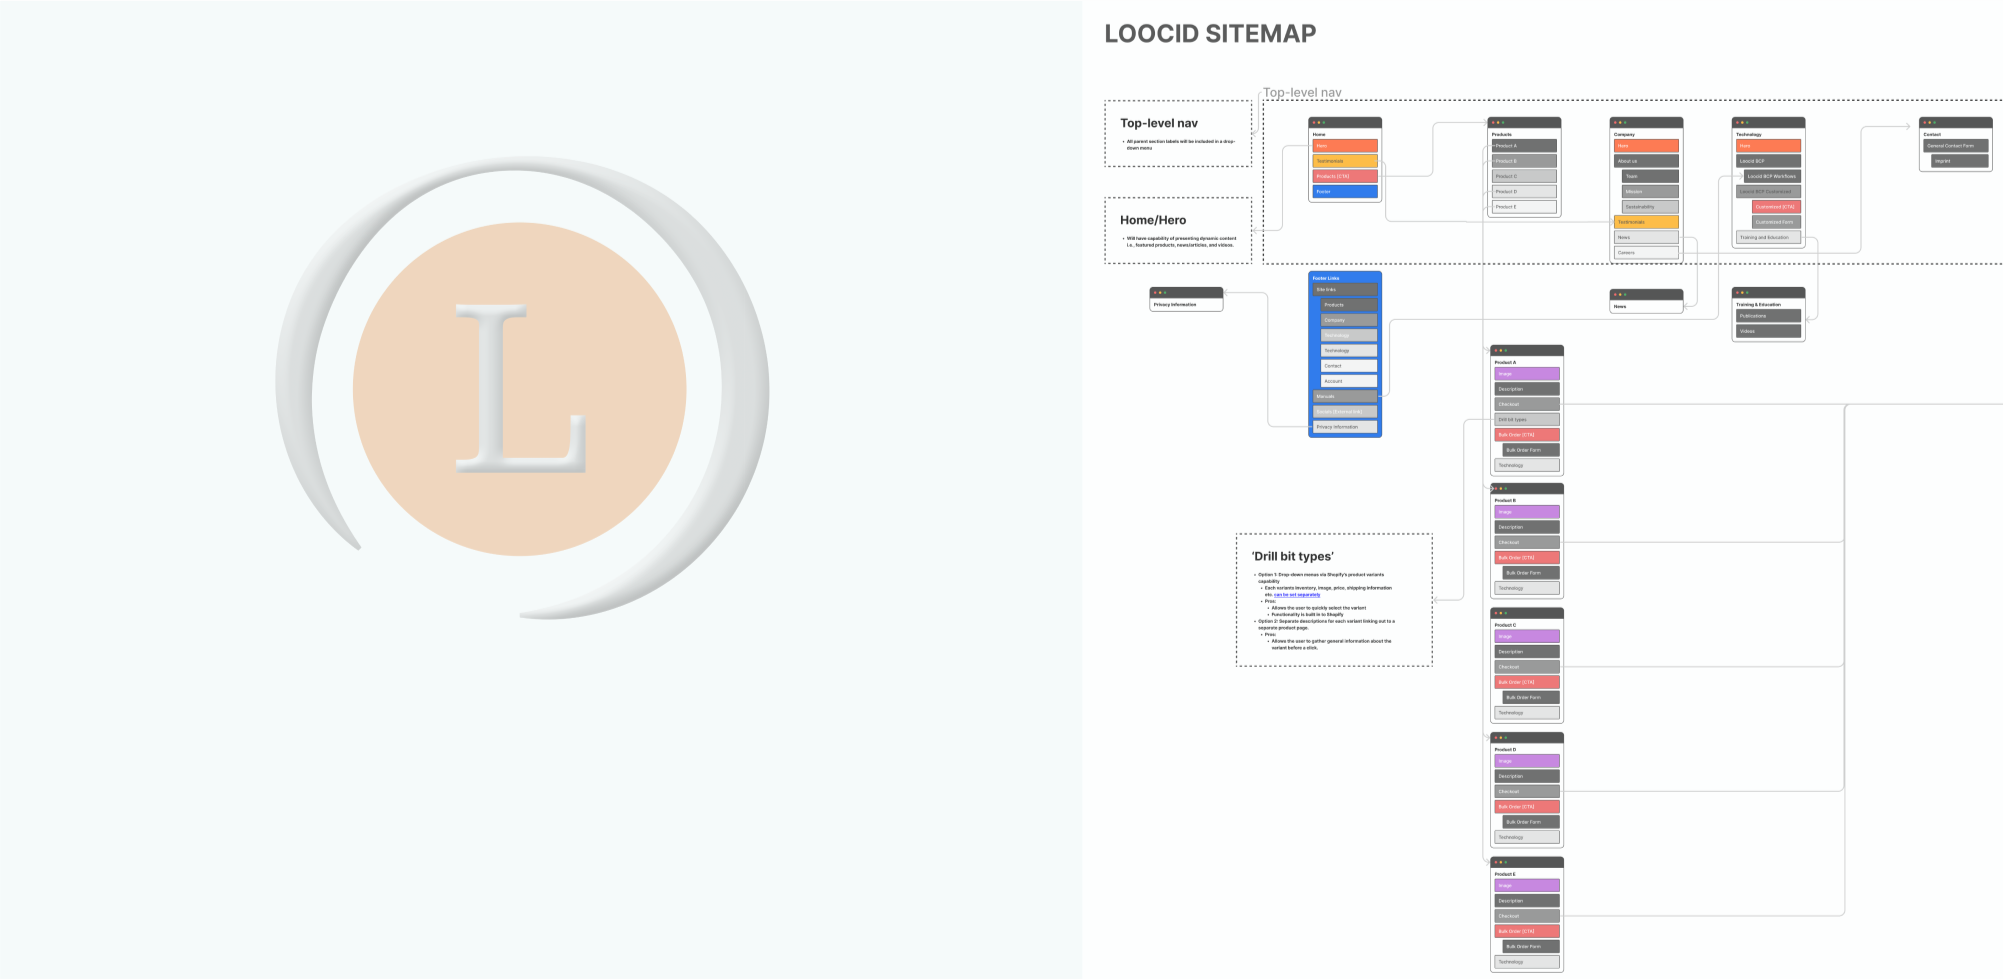 L
LOOCID SITEMAP
Top-level nav
Top-level nav
All parent section labels will be included in a drop-
down menu
Home/Hero
Will have capability of presenting dynamic content
i.e., featured products, news/articles, and videos.
Home
Hero
Testimonials
Products [CTA]
Footer
Products
Product A
Product B
Product C
Product D
Product E
Company
Hero
About us
Team
Mission
Sustainability
Testimonials
News
Careers
Technology
Hero
Loocid BCP
Loocid BCP Workflows
Loocid BCP Customized
Customized [CTA]
Customized Form
Training and Education
Contact
General Contact Form
Imprint
Privacy Information
Footer Links
Site links
Products
Company
Technology
Technology
Contact
Account
Manuals
Privacy Information
News
Training & Education
Publications
Videos
Product A
Image
Description
Checkout
Drill bit types
Bulk Order [CTA]
Bulk Order Form
Technology
Product B
Image
Description
Checkout
Bulk Order [CTA]
Bulk Order Form
Technology
'Drill bit types'
Option 1: Drop-down menus via Shopify's product variants
capability
Each variants inventory, image, price, shipping information
etc. can be set separately
Pros:
Allows the user to quickly select the variant
Functionality is built in to Shopify
Option 2: Separate descriptions for each variant linking out to a
separate product page.
Pros:
Allows the user to gather general information about the
variant before a click.
Product C
Image
Description
Checkout
Bulk Order [CTA]
Bulk Order Form
Technology
Product D
Image
Description
Checkout
Bulk Order [CTA]
Bulk Order Form
Technology
Product E
Image
Description
Checkout
Bulk Order [CTA]
Bulk Order Form
Technology